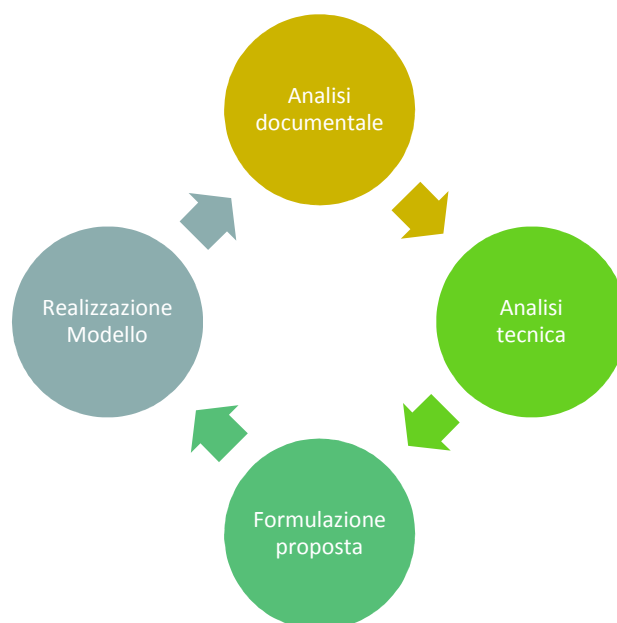 Analisi
documentale
Analisi
tecnica
Formulazione
proposta
Realizzazione
Modello